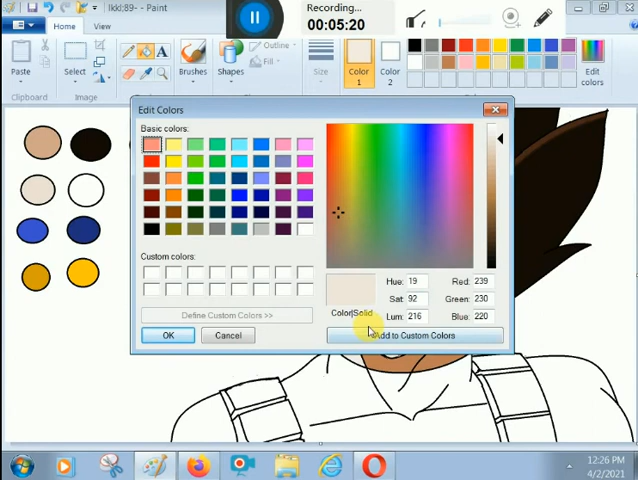 Recording...
00:05:20
lkkl:89- - Paint
Home
View
Paste
Select
A
Brushes
Shapes
Outline
Fill
Size
Color
1
Color
2
Edit
colors
Clipboard
Image
Colors
Edit Colors
Basic colors:
Custom colors:
Define Custom Colors >>
OK
Cancel
Color|Solid
Hue: 19
Sat: 92
Lum: 216
Red: 239
Green: 230
Blue: 220
Add to Custom Colors
12:26 PM
4/2/2021